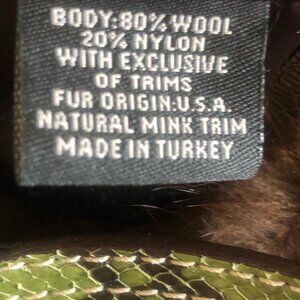 BODY:80% WOOL
20% NYLON
WITH EXCLUSIVE
OF TRIMS
FUR ORIGIN:U.S.A.
NATURAL MINK TRIM
MADE IN TURKEY